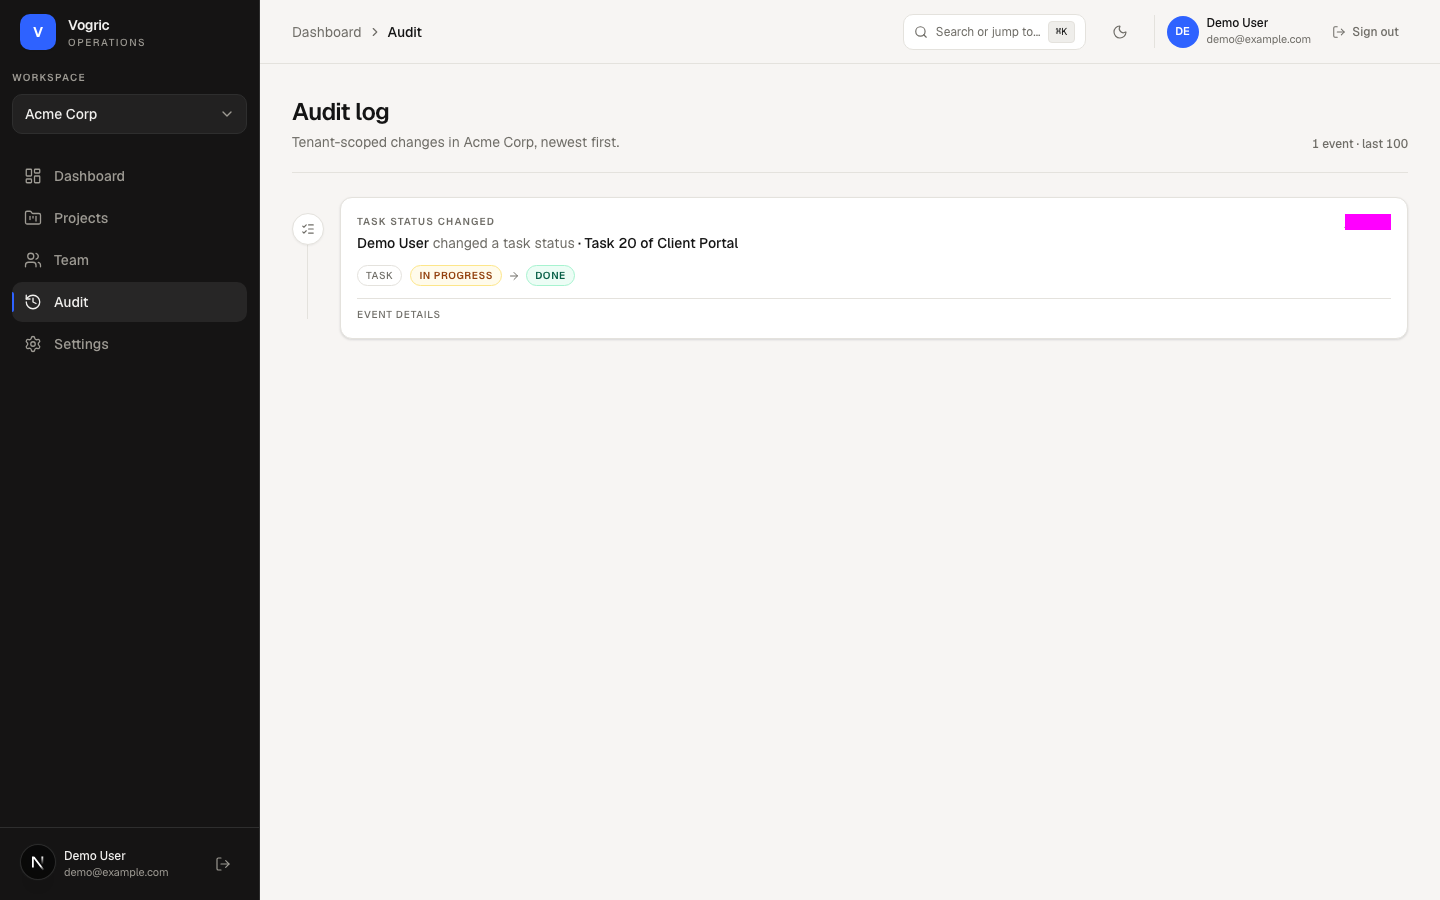 V
Vogric
OPERATIONS
WORKSPACE
Acme Corp
Dashboard
Projects
Team
Audit
Settings
N
Demo User
demo@example.com
Dashboard > Audit
Search or jump to...
⌘K
DE
Demo User
demo@example.com
Sign out
Audit log
Tenant-scoped changes in Acme Corp, newest first.
1 event · last 100
TASK STATUS CHANGED
Demo User changed a task status · Task 20 of Client Portal
TASK
IN PROGRESS → DONE
EVENT DETAILS